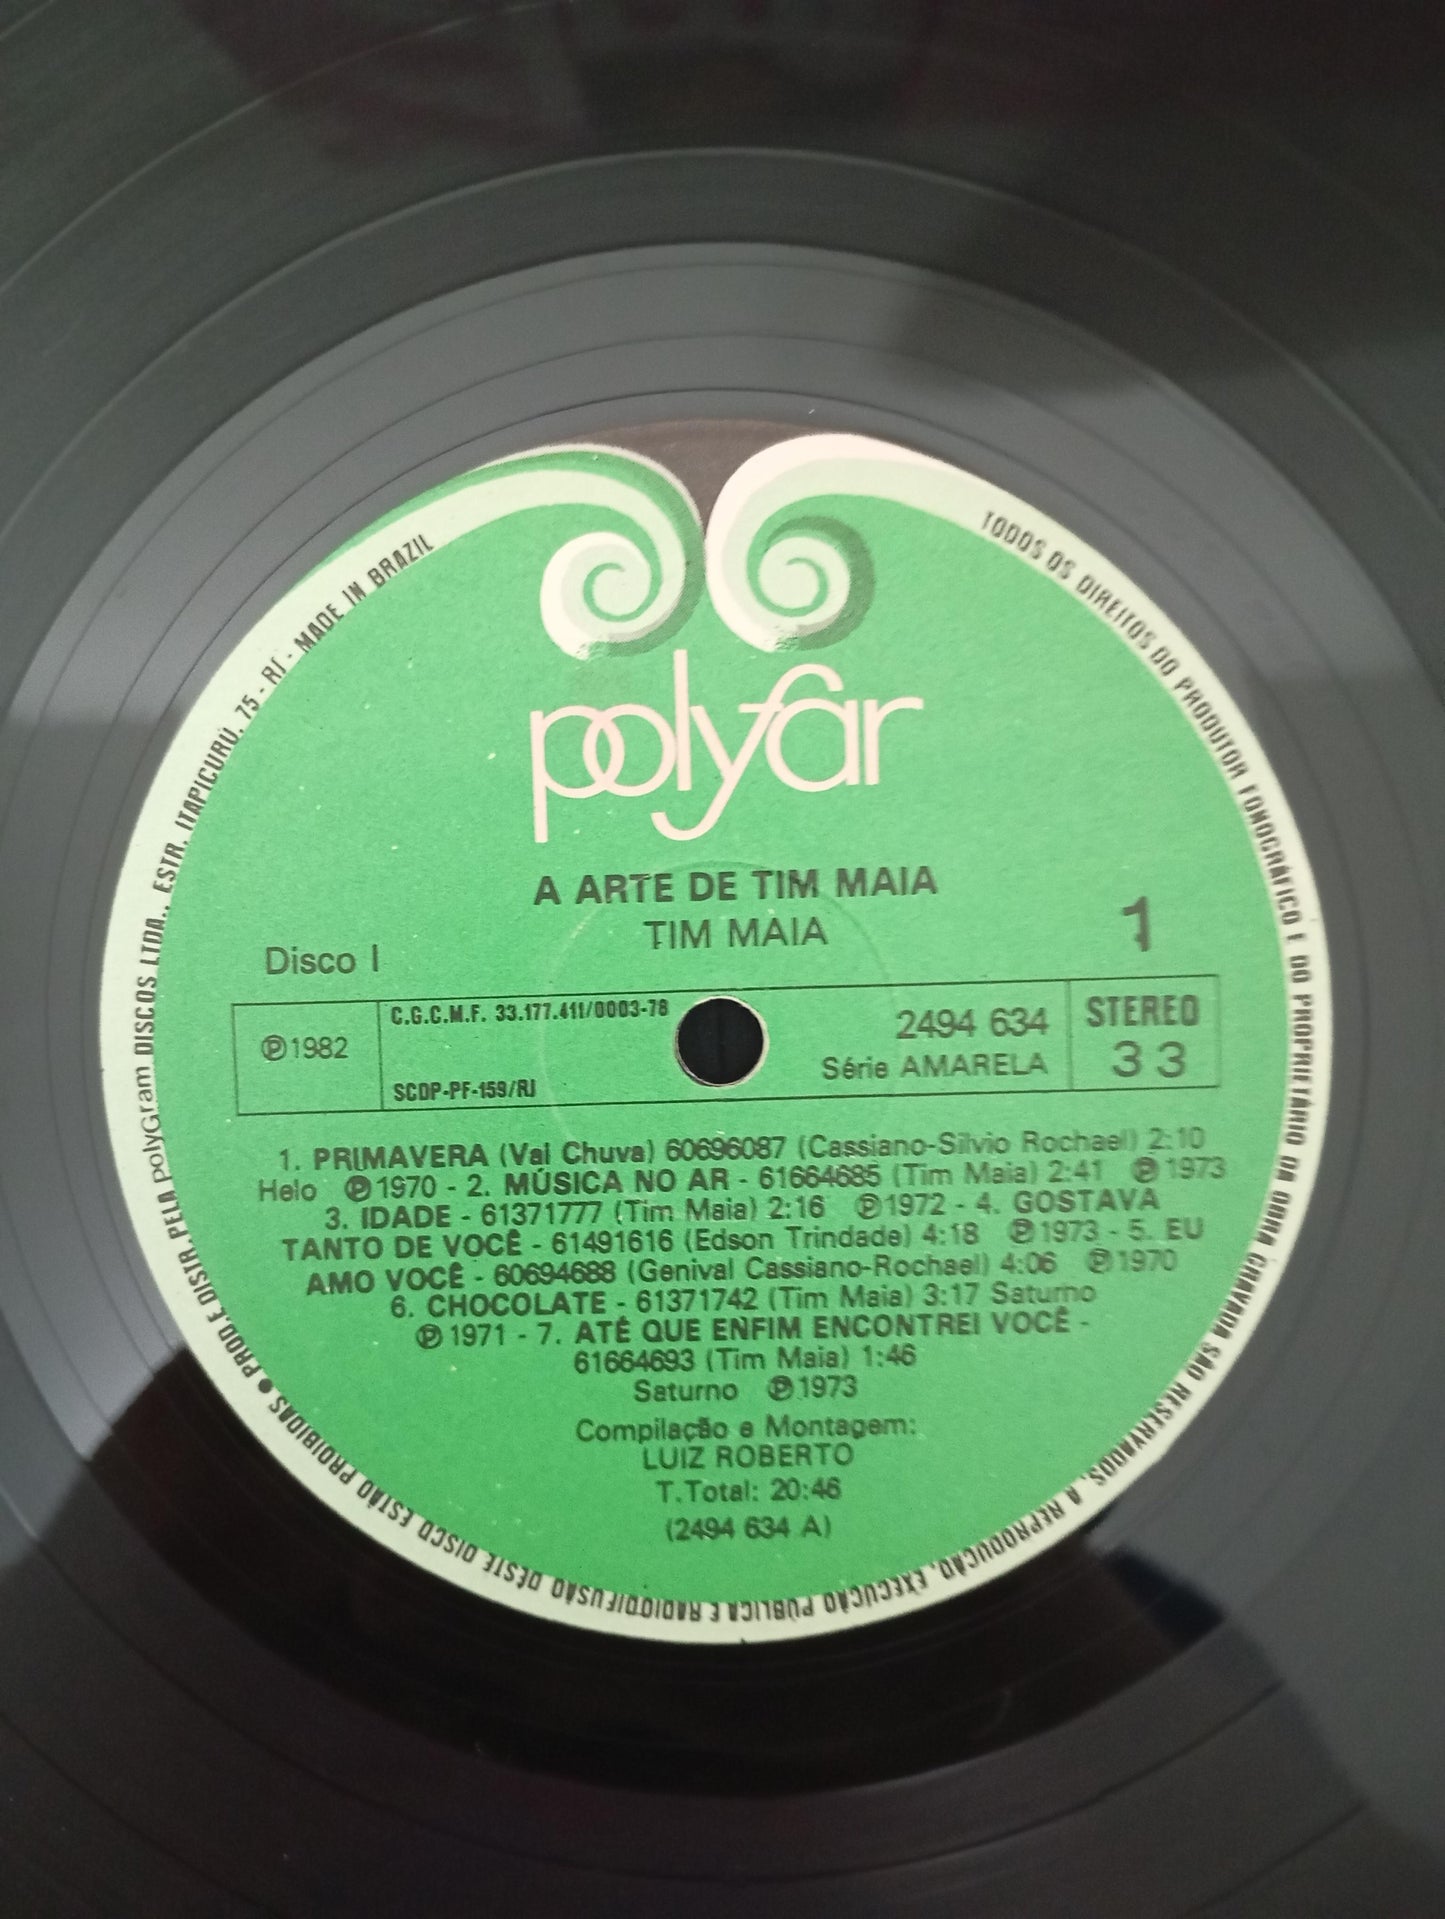 polyfar
A ARTE DE TIM MAIA
TIM MAIA
Disco I
1
℗1982
C.G.C.M.F. 33.177.411/0003-78
SCDP-PF-159/RJ
2494 634
Série AMARELA
STEREO
33
1. PRIMAVERA (Vai Chuva) 60696087 (Cassiano-Silvio Rochael) 2:10
Helo ℗1970 - 2. MÚSICA NO AR - 61664685 (Tim Maia) 2:41 ℗1973
3. IDADE - 61371777 (Tim Maia) 2:16 ℗1972 - 4. GOSTAVA
TANTO DE VOCÊ - 61491616 (Edson Trindade) 4:18 ℗1973 - 5. EU
AMO VOCÊ - 60694688 (Genival Cassiano-Rochael) 4:06 ℗1970
6. CHOCOLATE - 61371742 (Tim Maia) 3:17 Saturno
℗1971 - 7. ATÉ QUE ENFIM ENCONTREI VOCÊ -
61664693 (Tim Maia) 1:46
Saturno ℗1973
Compilação e Montagem:
LUIZ ROBERTO
T.Total: 20:46
(2494 634 A)
TODOS OS DIREITOS DO PRODUTOR FONOGRÁFICO E DO PROPRIETÁRIO DA OBRA GRAVADA SÃO RESERVADOS, A REPRODUÇÃO, EXECUÇÃO PÚBLICA E RADIODIFUSÃO DESTE DISCO ESTÃO PROIBIDAS • PROD. E DISTR. PELA PolyGram DISCOS LTDA., ESTR. ITAPICURÚ, 75 - RJ - MADE IN BRAZIL